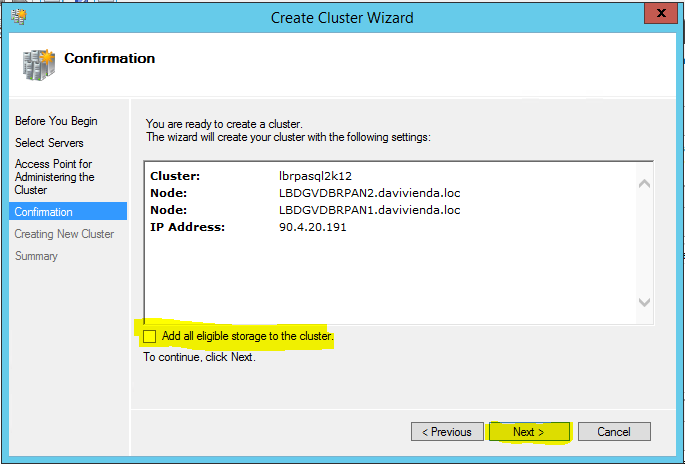 Create Cluster Wizard
x
Confirmation
Before You Begin
Select Servers
Access Point for
Administering the
Cluster
Confirmation
Creating New Cluster
Summary
You are ready to create a cluster.
The wizard will create your cluster with the following settings:
Cluster: lbrpasql2k12
Node: LBDGVDBRPAN2.davivienda.loc
Node: LBDGVDBRPAN1.davivienda.loc
IP Address: 90.4.20.191
Add all eligible storage to the cluster.
To continue, click Next.
< Previous Next > Cancel